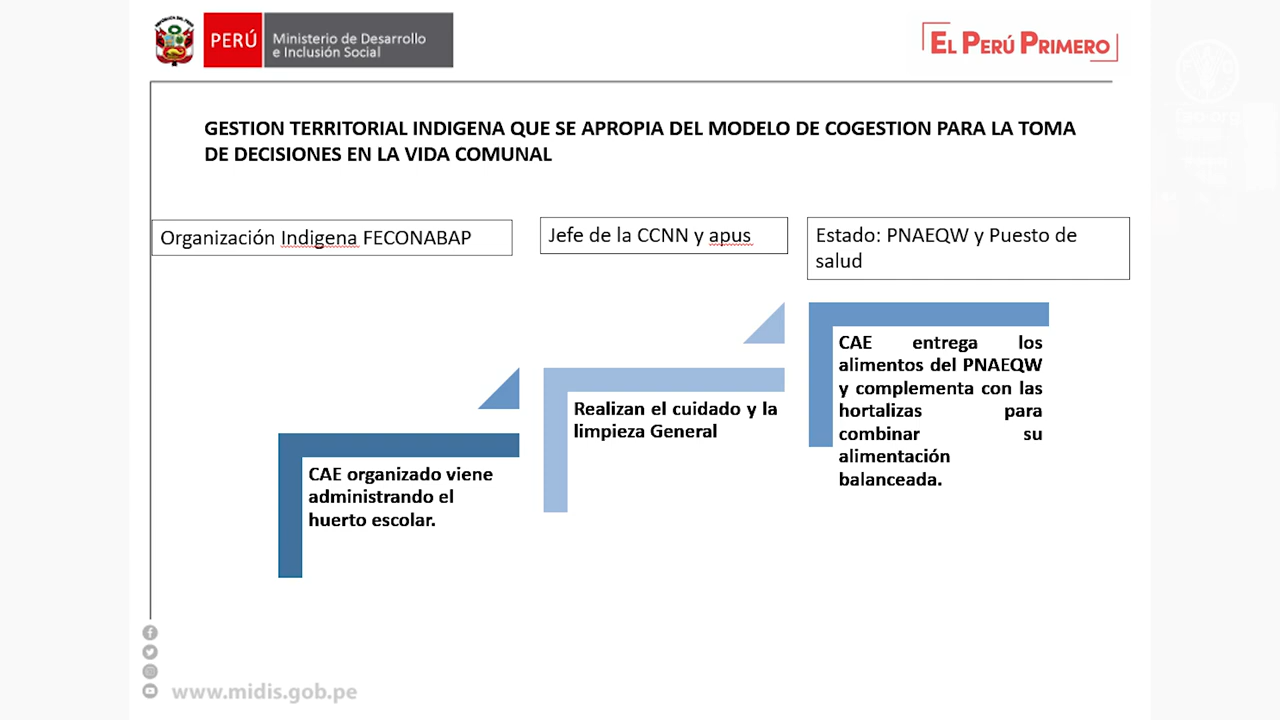 PERÚ
Ministerio de Desarrollo
e Inclusión Social
EL PERÚ PRIMERO
GESTION TERRITORIAL INDIGENA QUE SE APROPIA DEL MODELO DE COGESTION PARA LA TOMA
DE DECISIONES EN LA VIDA COMUNAL
Organización Indigena FECONABAP
Jefe de la CCNN y apus
Estado: PNAEQW y Puesto de
salud
CAE organizado viene
administrando el
huerto escolar.
Realizan el cuidado y la
limpieza General
CAE entrega los
alimentos del PNAEQW
y complementa con las
hortalizas para
combinar su
alimentación
balanceada.
www.midis.gob.pe